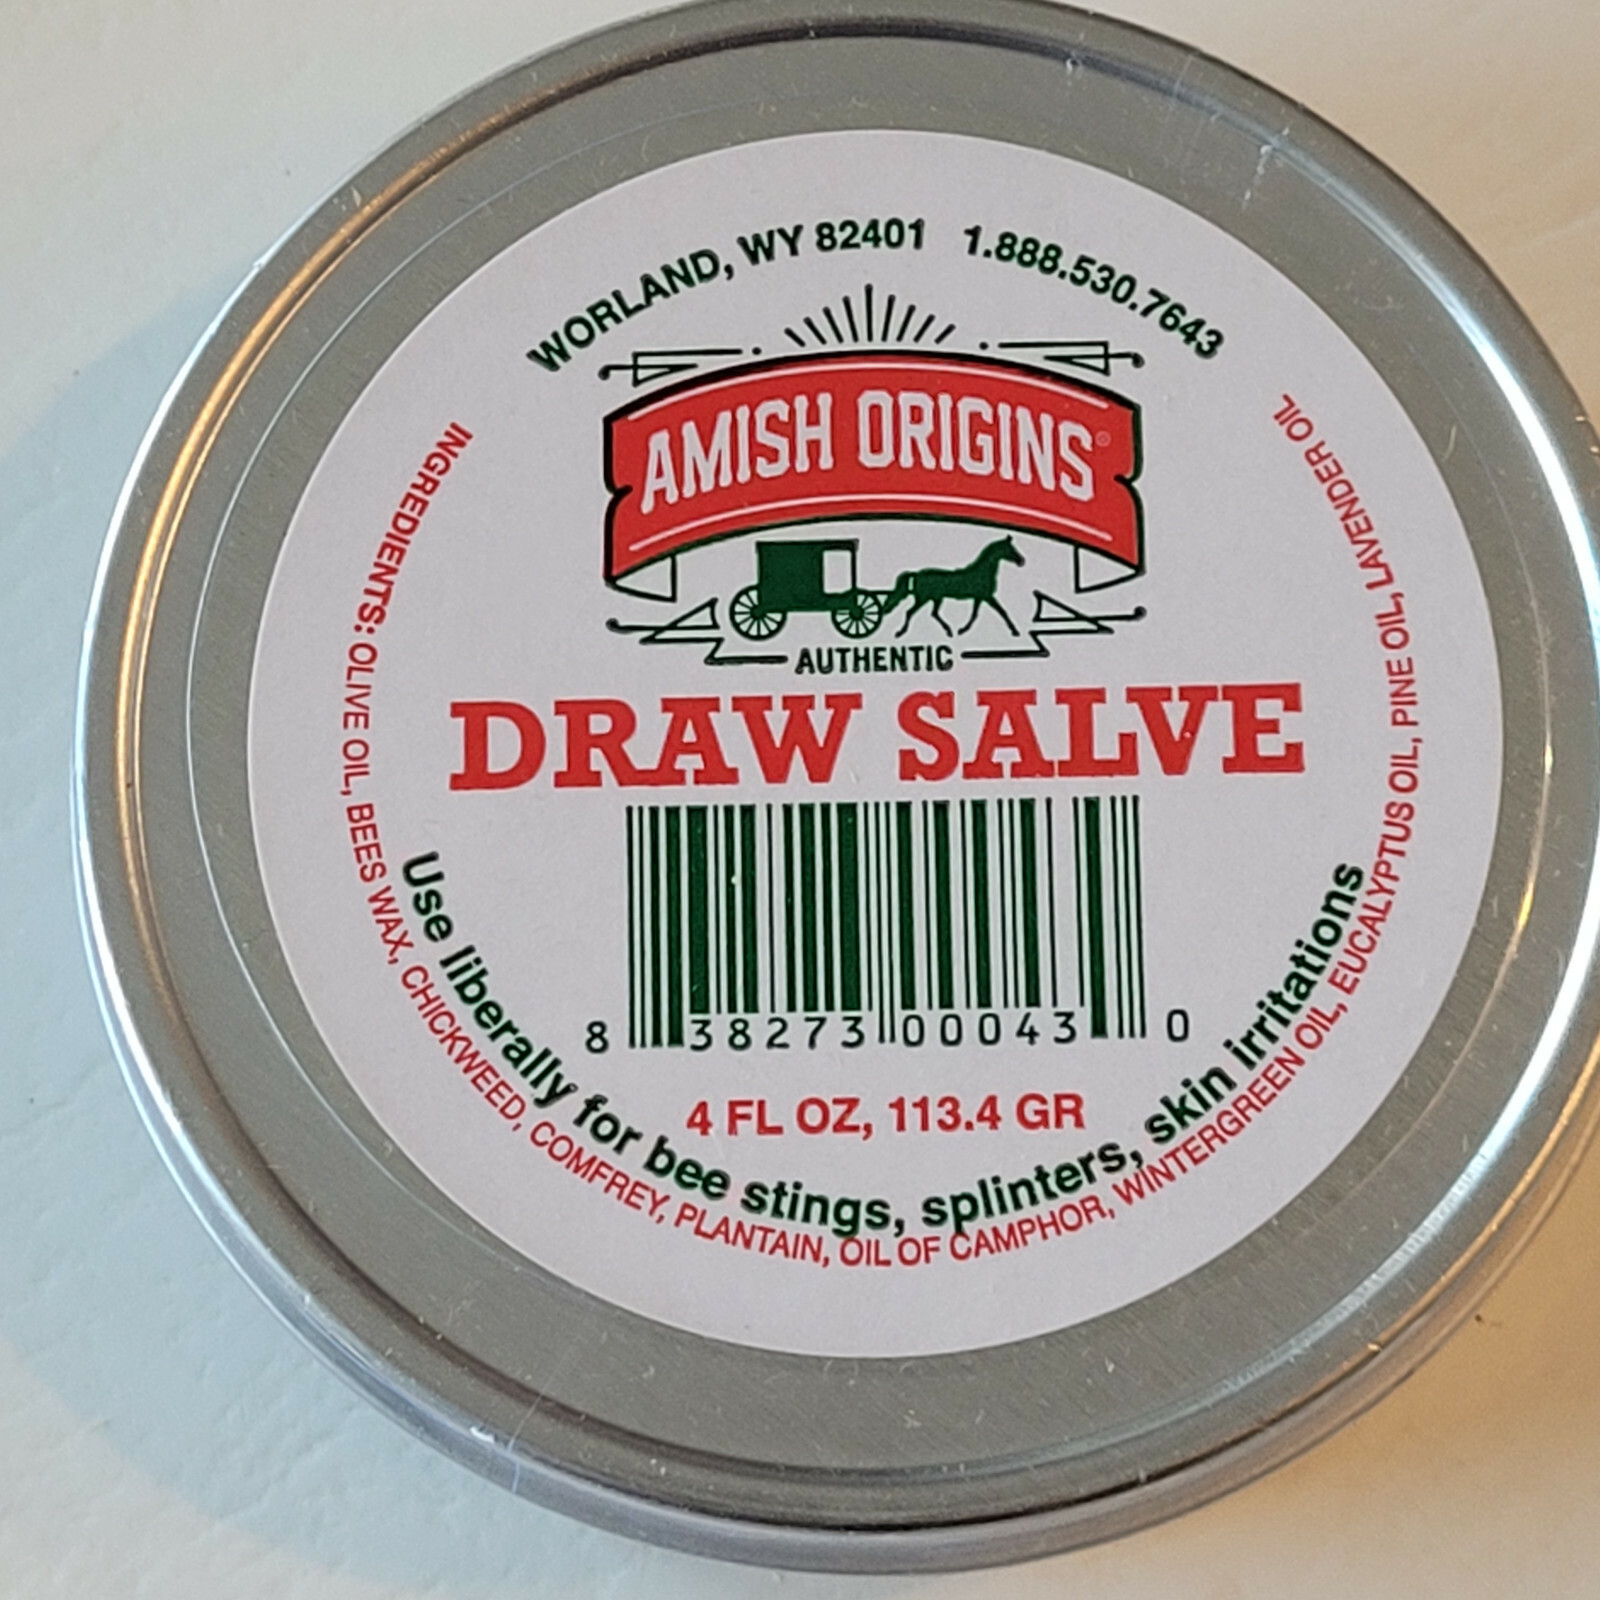 WORLAND, WY 82401 1.888.530.7643
AMISH ORIGINS®
AUTHENTIC
DRAW SALVE
8 38273 00043 0
4 FL OZ, 113.4 GR
Use liberally for bee stings, splinters, skin irritations
INGREDIENTS: OLIVE OIL, BEES WAX, CHICKWEED, COMFREY, PLANTAIN, OIL OF CAMPHOR, WINTERGREEN OIL, EUCALYPTUS OIL, PINE OIL, LAVENDER OIL